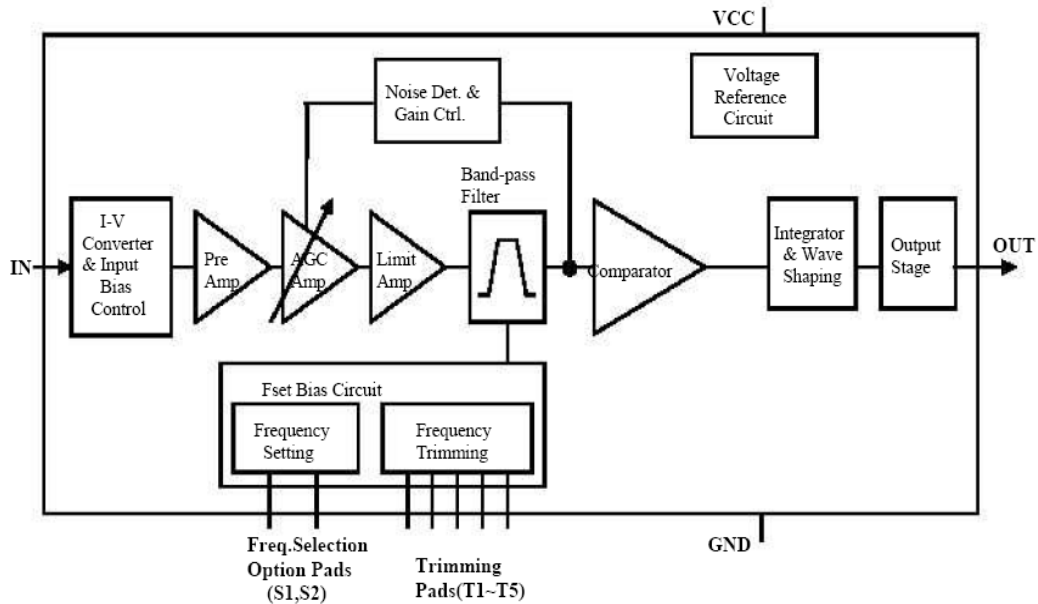 VCC
Noise Det. &
Gain Ctrl.
Voltage
Reference
Circuit
Band-pass
Filter
I-V
Converter
& Input
Bias
Control
IN
Pre
Amp
AGC
Amp
Limit
Amp
Comparator
Integrator
& Wave
Shaping
Output
Stage
OUT
Fset Bias Circuit
Frequency
Setting
Frequency
Trimming
Freq.Selection
Option Pads
(S1,S2)
Trimming
Pads(T1~T5)
GND